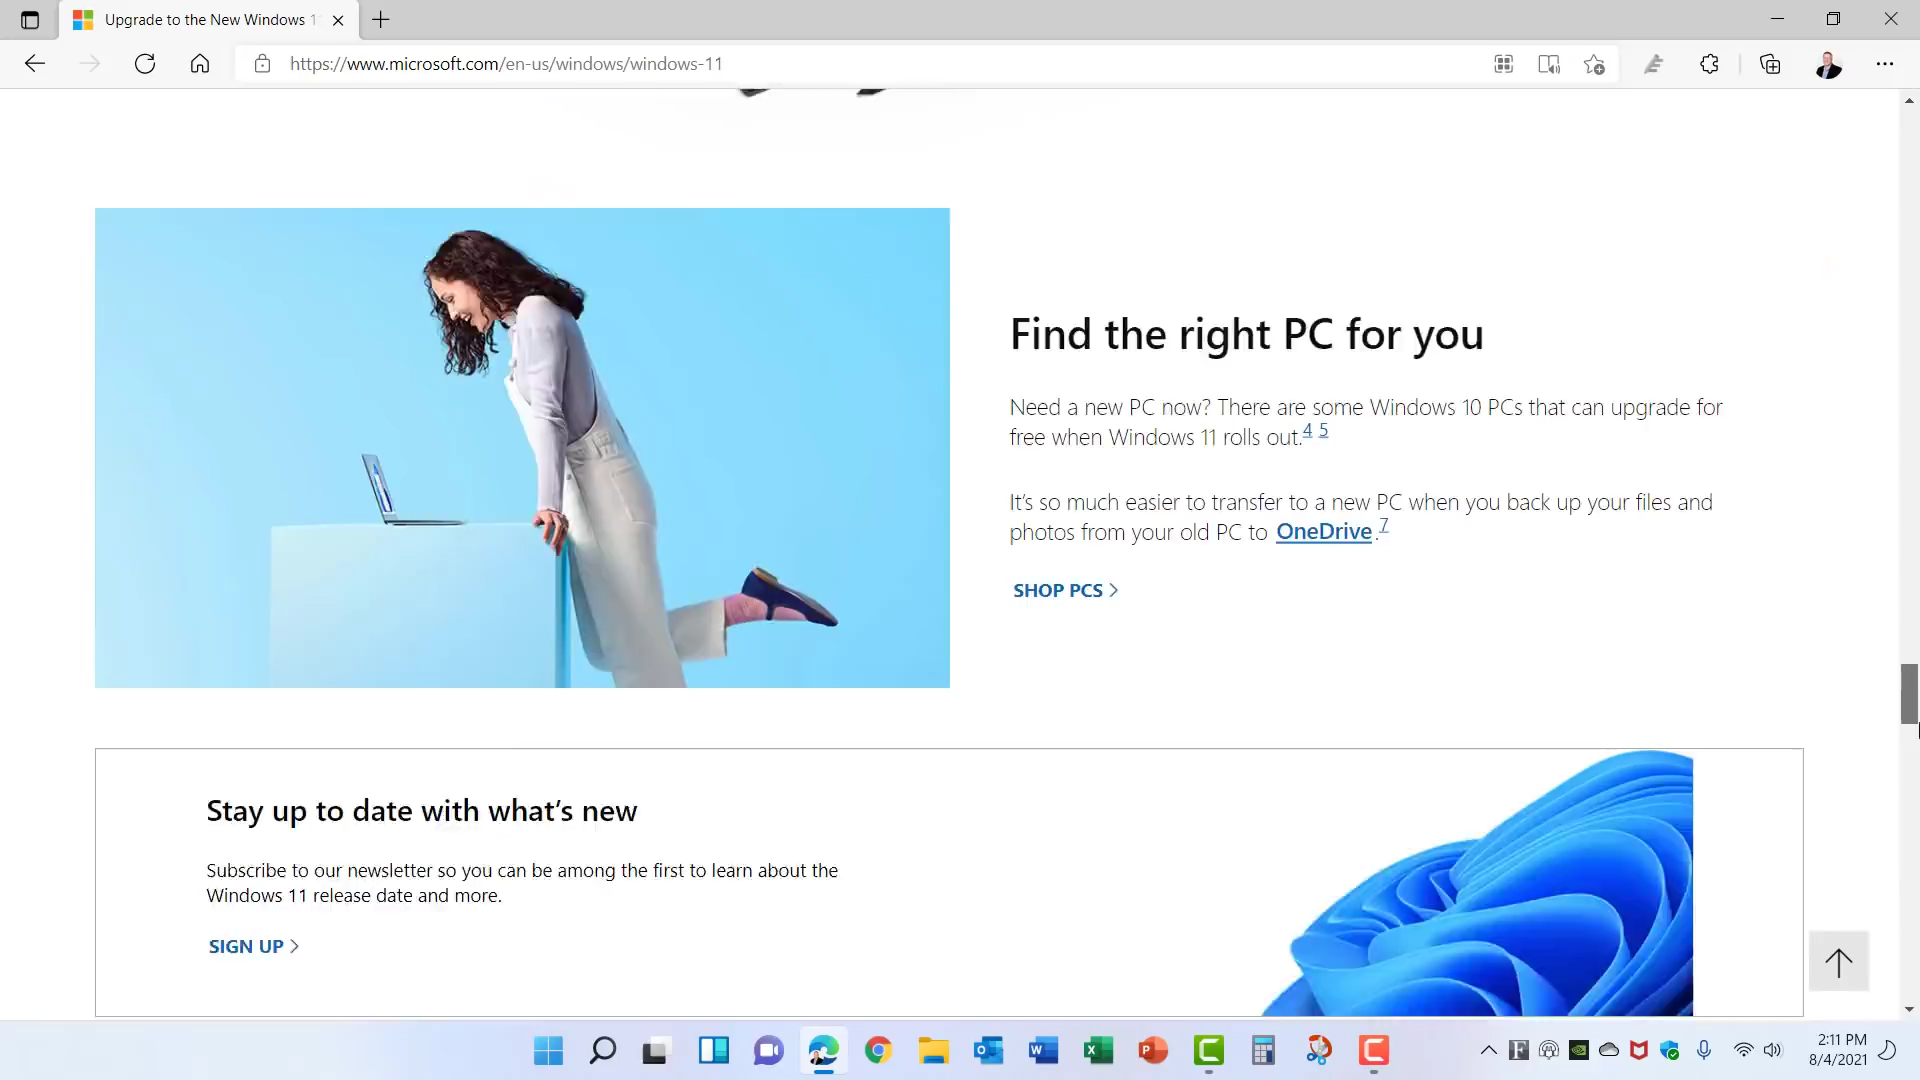 Upgrade to the New Windows 1
https://www.microsoft.com/en-us/windows/windows-11
Find the right PC for you
Need a new PC now? There are some Windows 10 PCs that can upgrade for
free when Windows 11 rolls out.4 5
It's so much easier to transfer to a new PC when you back up your files and
photos from your old PC to OneDrive.7
SHOP PCS
Stay up to date with what's new
Subscribe to our newsletter so you can be among the first to learn about the
Windows 11 release date and more.
SIGN UP
2:11 PM
8/4/2021